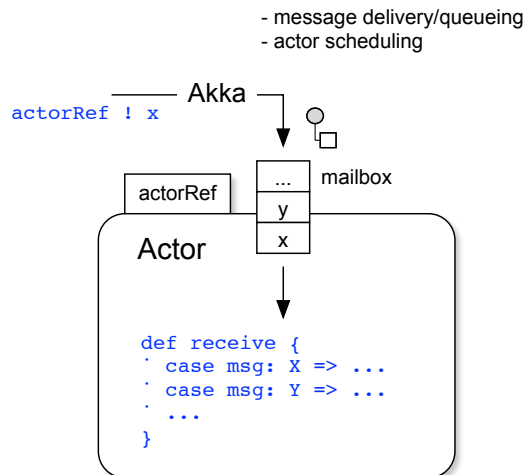 - message delivery/queueing
- actor scheduling
Akka
actorRef ! x
...
mailbox
actorRef
y
x
Actor
def receive {
` case msg: X => ...
` case msg: Y => ...
` ...
}